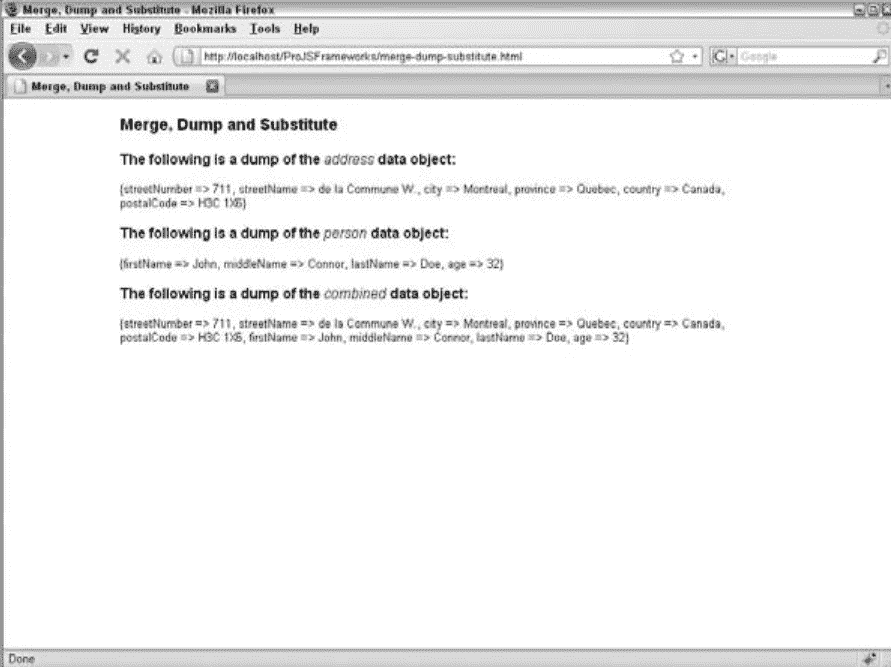 Merge, Dump and Substitute - Mozilla Firefox
File Edit View History Bookmarks Tools Help
http://localhost/ProJSFrameworks/merge-dump-substitute.html
Google
Merge, Dump and Substitute
Merge, Dump and Substitute
The following is a dump of the address data object:
{streetNumber => 711, streetName => de la Commune W., city => Montreal, province => Quebec, country => Canada,
postalCode => H3C 1X6}
The following is a dump of the person data object:
{firstName => John, middleName => Connor, lastName => Doe, age => 32}
The following is a dump of the combined data object:
{streetNumber => 711, streetName => de la Commune W., city => Montreal, province => Quebec, country => Canada,
postalCode => H3C 1X6, firstName => John, middleName => Connor, lastName => Doe, age => 32}
Done